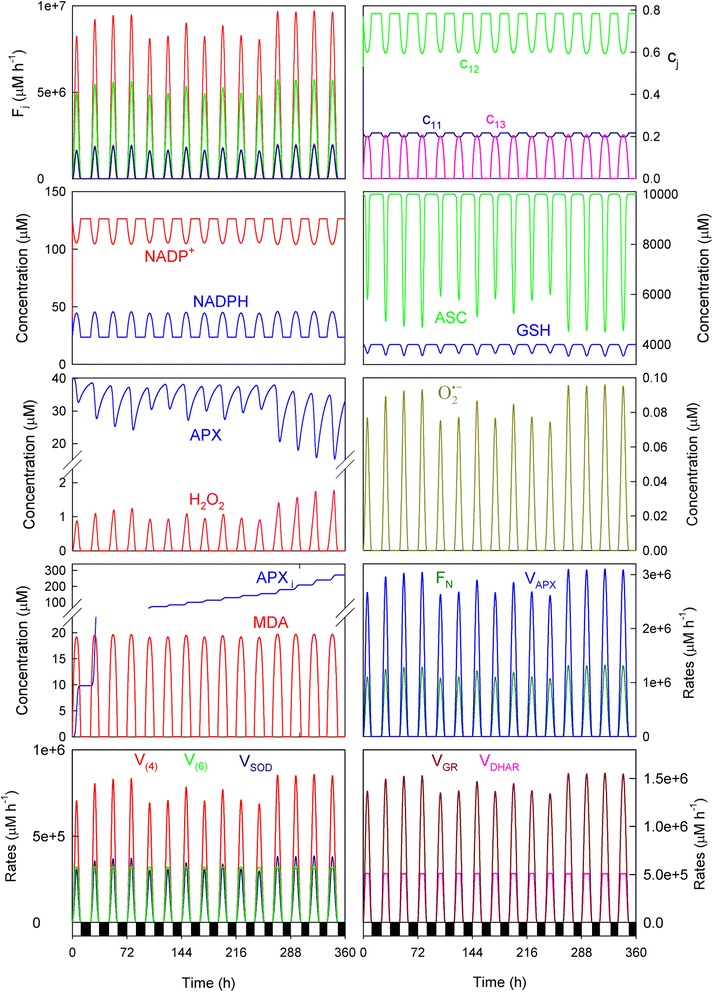 1e+7
5e+6
0
F_j (μM h⁻¹)
0.8
0.6
0.4
0.2
0.0
c_j
c_12
c_11
c_13
150
100
50
0
Concentration (μM)
NADP⁺
NADPH
10000
8000
6000
4000
Concentration (μM)
ASC
GSH
40
30
20
2
1
0
Concentration (μM)
APX
H₂O₂
0.10
0.08
0.06
0.04
0.02
0.00
Concentration (μM)
O₂•−
300
200
100
20
15
10
5
0
Concentration (μM)
APX_i
MDA
3e+6
2e+6
1e+6
0
Rates (μM h⁻¹)
F_N
V_APX
1e+6
5e+5
0
Rates (μM h⁻¹)
V_(4)
V_(6)
V_SOD
1.5e+6
1.0e+6
5.0e+5
0.0
Rates (μM h⁻¹)
V_GR
V_DHAR
0 72 144 216 288 360
0 72 144 216 288 360
Time (h)
Time (h)